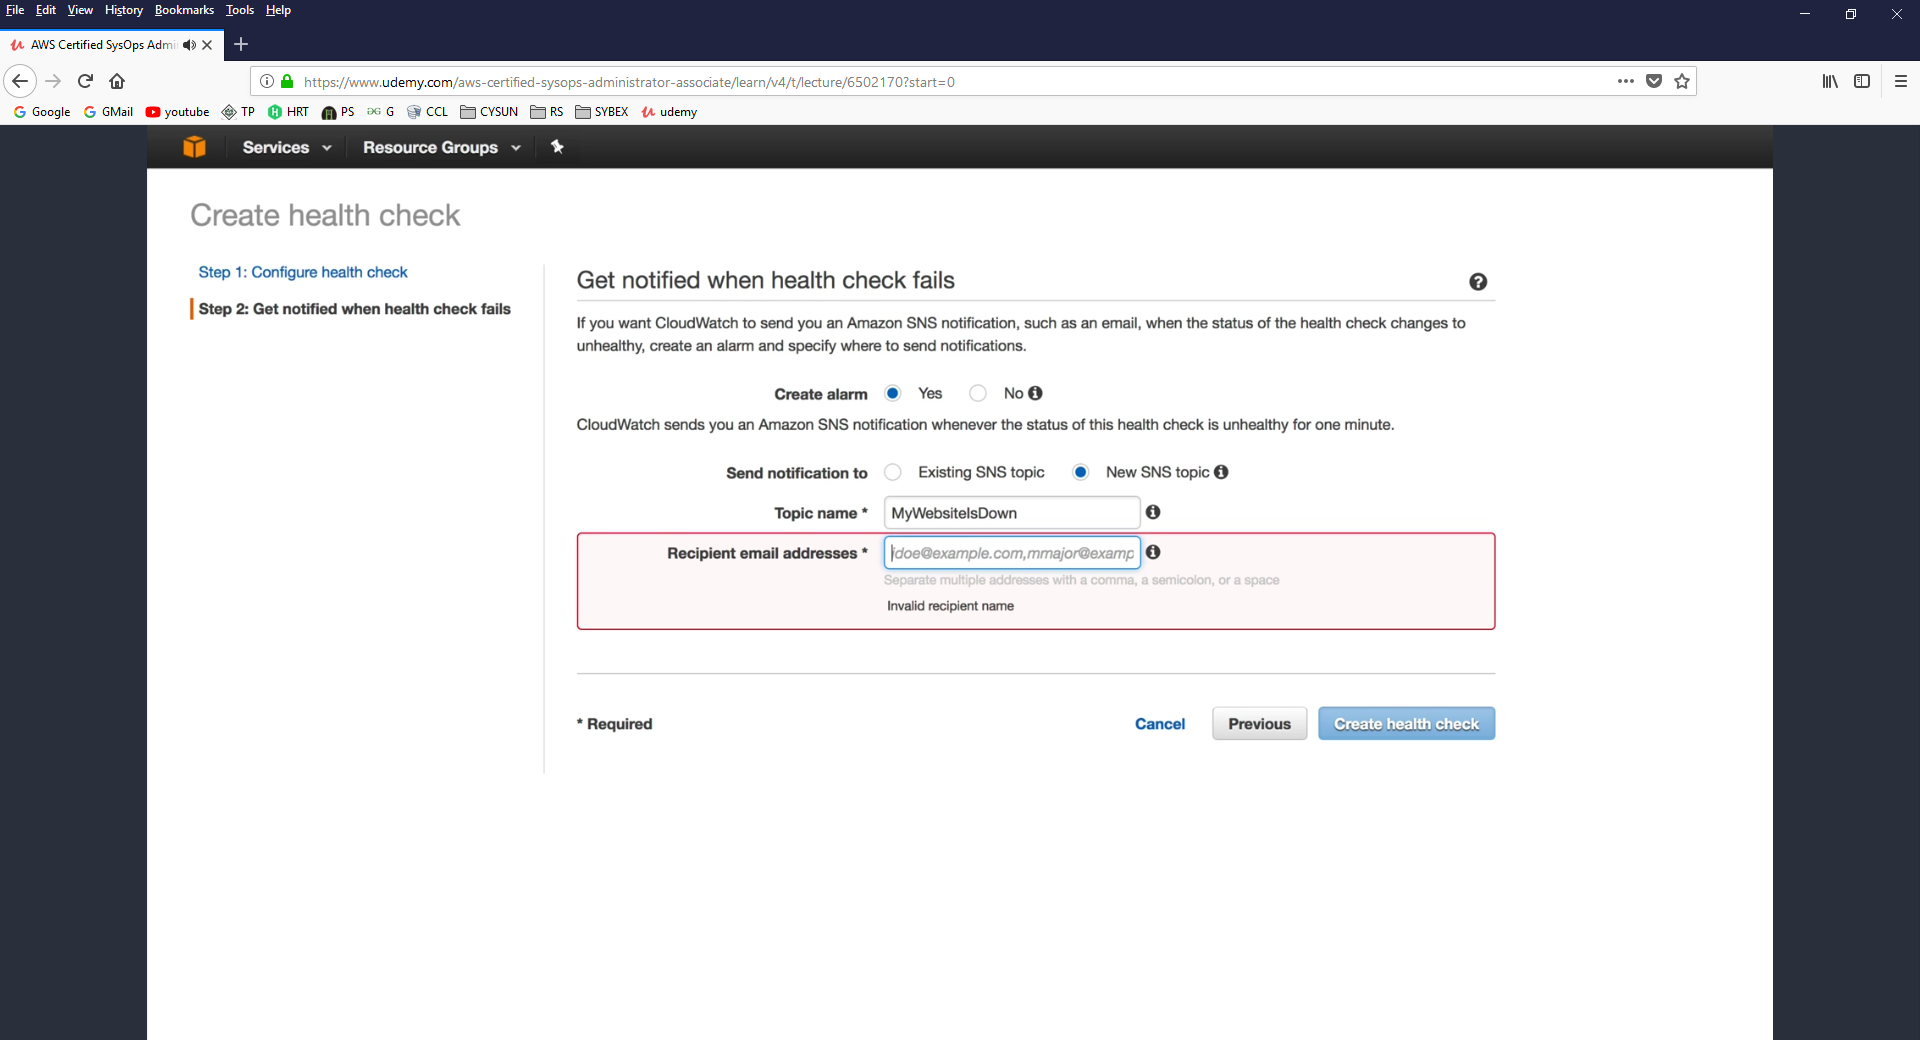 File Edit View History Bookmarks Tools Help
AWS Certified SysOps Admi
https://www.udemy.com/aws-certified-sysops-administrator-associate/learn/v4/t/lecture/6502170?start=0
Google GMail youtube TP HRT PS G CCL CYSUN RS SYBEX udemy
Services Resource Groups
Create health check
Step 1: Configure health check
Step 2: Get notified when health check fails
Get notified when health check fails
If you want CloudWatch to send you an Amazon SNS notification, such as an email, when the status of the health check changes to
unhealthy, create an alarm and specify where to send notifications.
Create alarm Yes No
CloudWatch sends you an Amazon SNS notification whenever the status of this health check is unhealthy for one minute.
Send notification to Existing SNS topic New SNS topic
Topic name * MyWebsiteIsDown
Recipient email addresses * jdoe@example.com,mmajor@examp
Separate multiple addresses with a comma, a semicolon, or a space
Invalid recipient name
* Required Cancel Previous Create health check